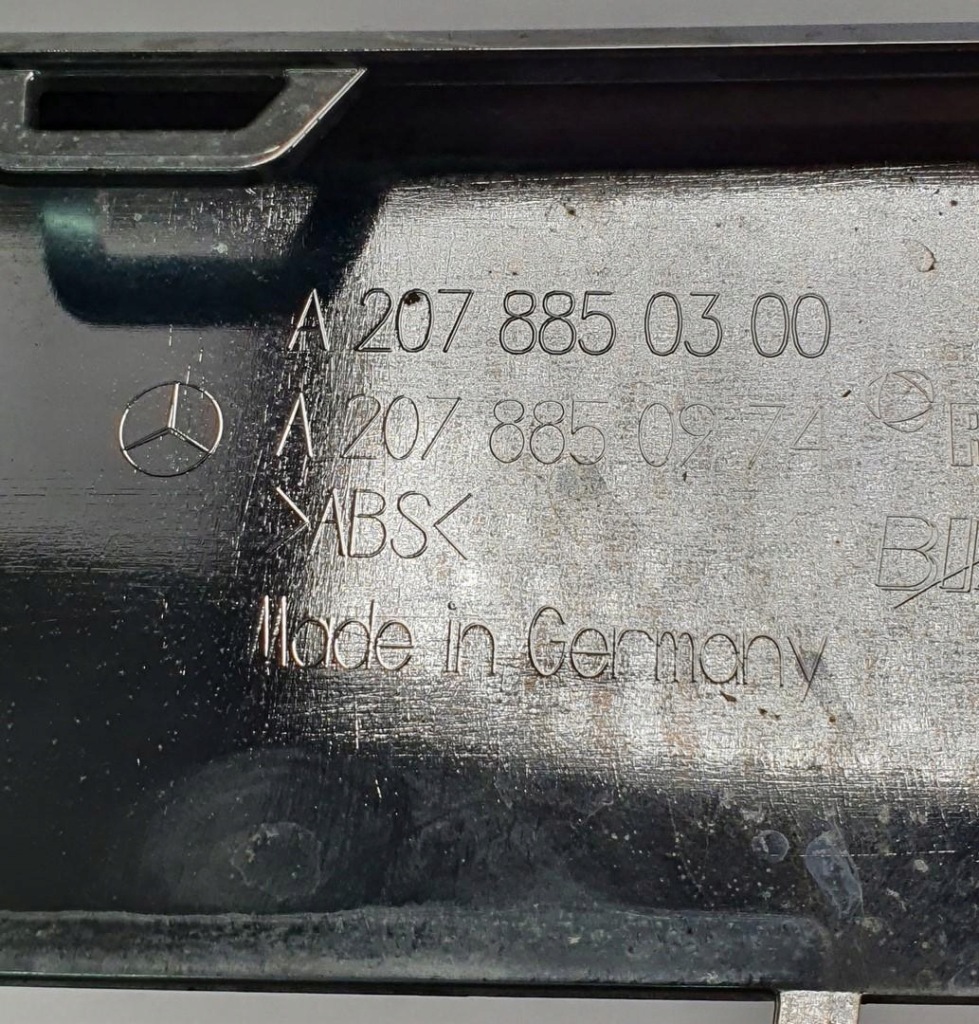 A 207 885 03 00
A 207 885 09 74
>ABS<
Made in Germany